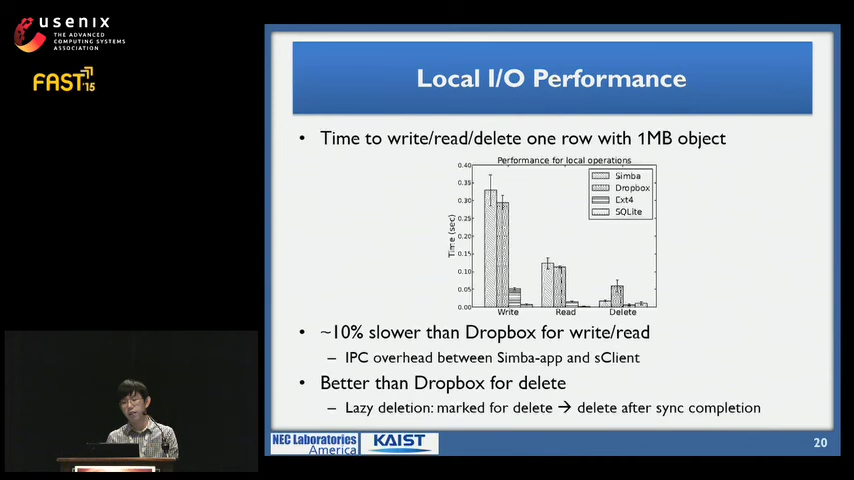 usenix
THE ADVANCED
COMPUTING SYSTEMS
ASSOCIATION
FAST'15
Local I/O Performance
• Time to write/read/delete one row with 1MB object
Performance for local operations
0.40
0.35
0.30
0.25
0.20
0.15
0.10
0.05
0.00
Time (sec)
Simba
Dropbox
Ext4
SQLite
Write Read Delete
• ~10% slower than Dropbox for write/read
– IPC overhead between Simba-app and sClient
• Better than Dropbox for delete
– Lazy deletion: marked for delete → delete after sync completion
NEC Laboratories
America
KAIST
20